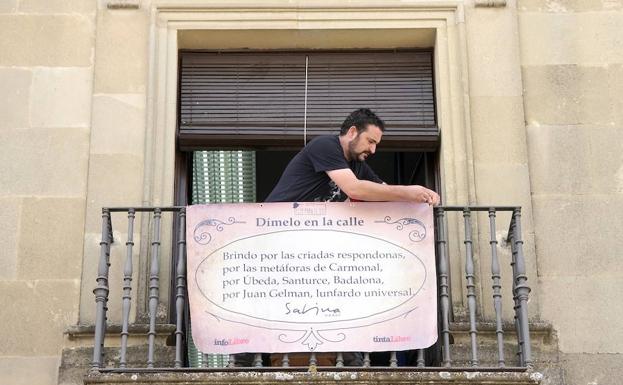 Dímelo en la calle
Brindo por las criadas respondonas,
por las metáforas de Carmonal,
por Úbeda, Santurce, Badalona,
por Juan Gelman, lunfardo universal.
Sabina
infoLibre
tintaLibre